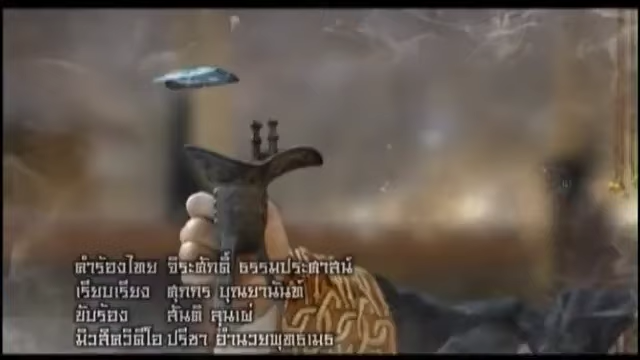 คำร้องไทย จีระศักดิ์ ธรรมประศาสน์
เรียบเรียง ศุภกร บุณยานันท์
ขับร้อง สันติ ลุนเผ่
มิวสิควิดีโอ ปรีชา อำนวยพุทธเมธ